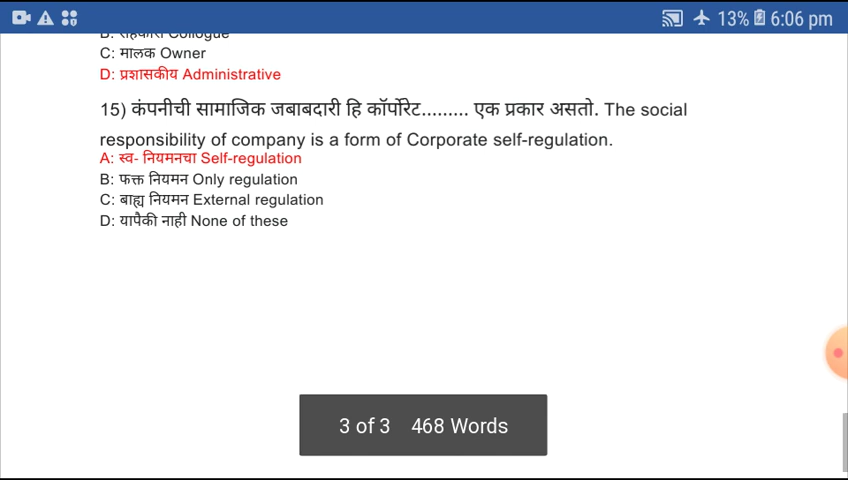 13% 6:06 pm
B: सहकारी Collogue
C: मालक Owner
D: प्रशासकीय Administrative
15) कंपनीची सामाजिक जबाबदारी हि कॉर्पोरेट......... एक प्रकार असतो. The social
responsibility of company is a form of Corporate self-regulation.
A: स्व- नियमनचा Self-regulation
B: फक्त नियमन Only regulation
C: बाह्य नियमन External regulation
D: यापैकी नाही None of these
3 of 3 468 Words